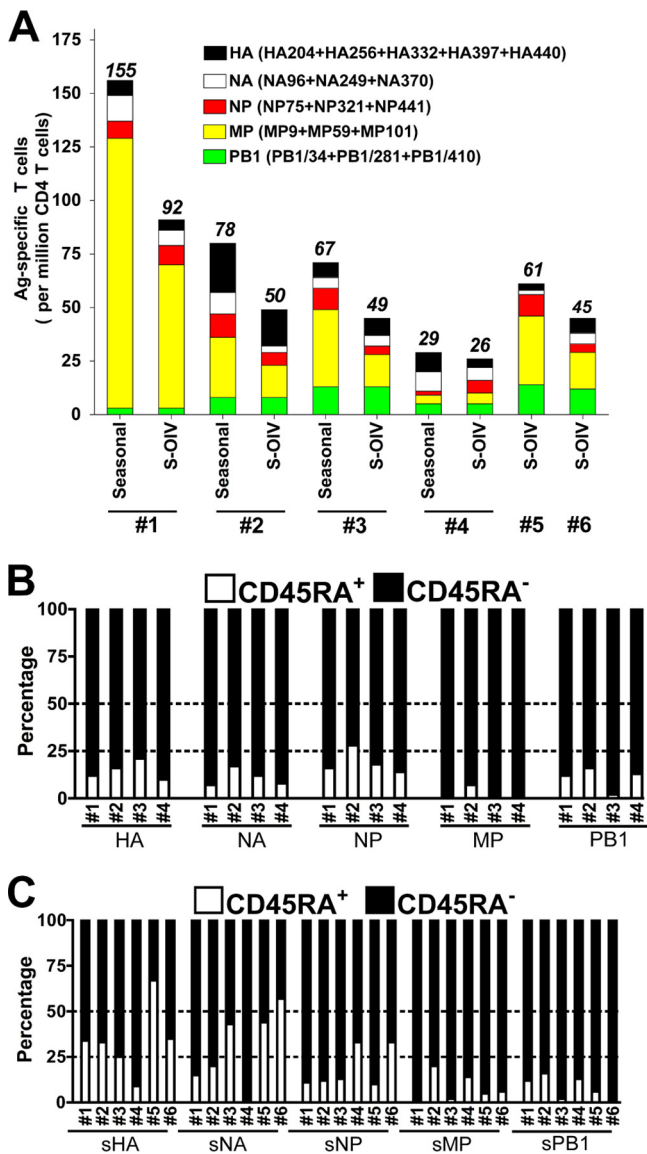 A
175
150
125
100
75
50
25
0
Ag-specific T cells
( per million CD4 T cells)
HA (HA204+HA256+HA332+HA397+HA440)
NA (NA96+NA249+NA370)
NP (NP75+NP321+NP441)
MP (MP9+MP59+MP101)
PB1 (PB1/34+PB1/281+PB1/410)
155 92 78 50 67 49 29 26 61 45
Seasonal S-OIV Seasonal S-OIV Seasonal S-OIV Seasonal S-OIV S-OIV S-OIV
#1 #2 #3 #4 #5 #6
B
CD45RA+ CD45RA-
100
75
50
25
0
Percentage
#1 #2 #3 #4 #1 #2 #3 #4 #1 #2 #3 #4 #1 #2 #3 #4 #1 #2 #3 #4
HA NA NP MP PB1
C
CD45RA+ CD45RA-
100
75
50
25
0
Percentage
#1 #2 #3 #4 #5 #6 #1 #2 #3 #4 #5 #6 #1 #2 #3 #4 #5 #6 #1 #2 #3 #4 #5 #6 #1 #2 #3 #4 #5 #6
sHA sNA sNP sMP sPB1